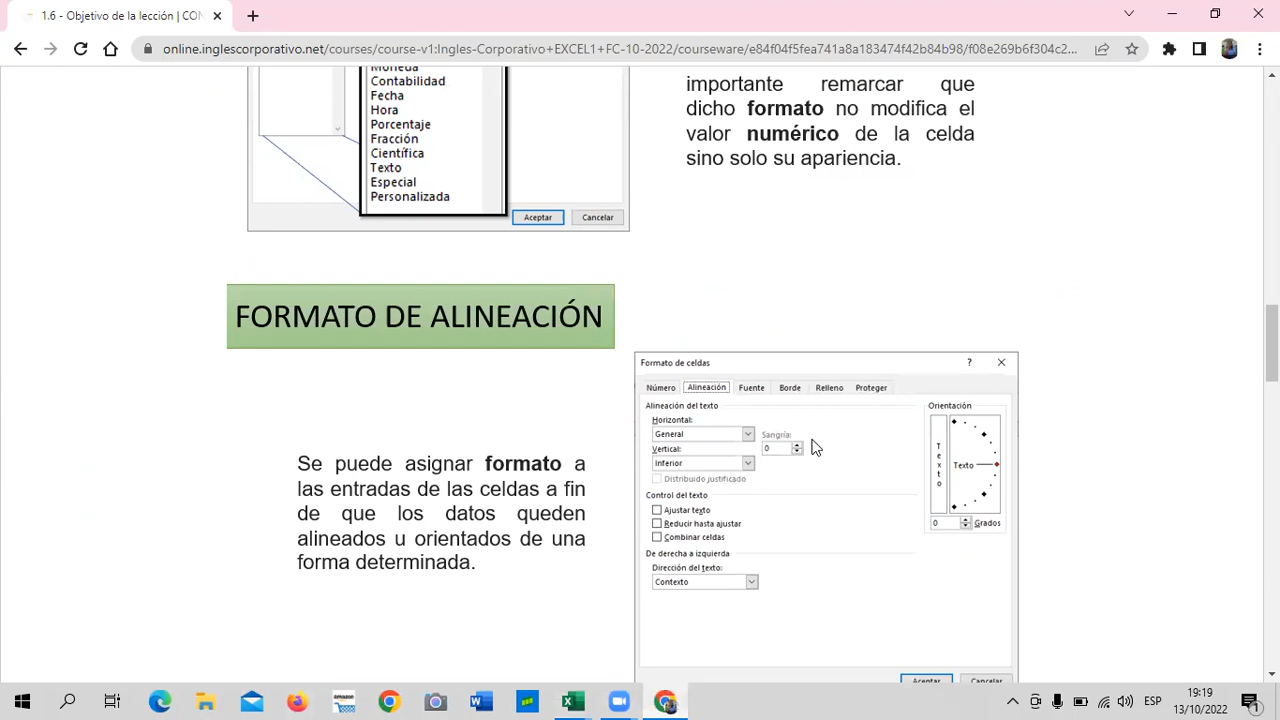 1.6 - Objetivo de la lección | CON
online.inglescorporativo.net/courses/course-v1:Ingles-Corporativo+EXCEL1+FC-10-2022/courseware/e84f04f5fea741a8a183474f42b84b98/f08e269b6f304c2...
Moneda
Contabilidad
Fecha
Hora
Porcentaje
Fracción
Científica
Texto
Especial
Personalizada
Aceptar
Cancelar
importante remarcar que
dicho formato no modifica el
valor numérico de la celda
sino solo su apariencia.
FORMATO DE ALINEACIÓN
Se puede asignar formato a
las entradas de las celdas a fin
de que los datos queden
alineados u orientados de una
forma determinada.
Formato de celdas
?
Número Alineación Fuente Borde Relleno Proteger
Alineación del texto
Horizontal:
General
Sangría:
Vertical:
0
Inferior
Distribuido justificado
Control del texto
Ajustar texto
Reducir hasta ajustar
Combinar celdas
De derecha a izquierda
Dirección del texto:
Contexto
Orientación
Texto
Texto
0 Grados
Aceptar
Cancelar
ESP
19:19
13/10/2022